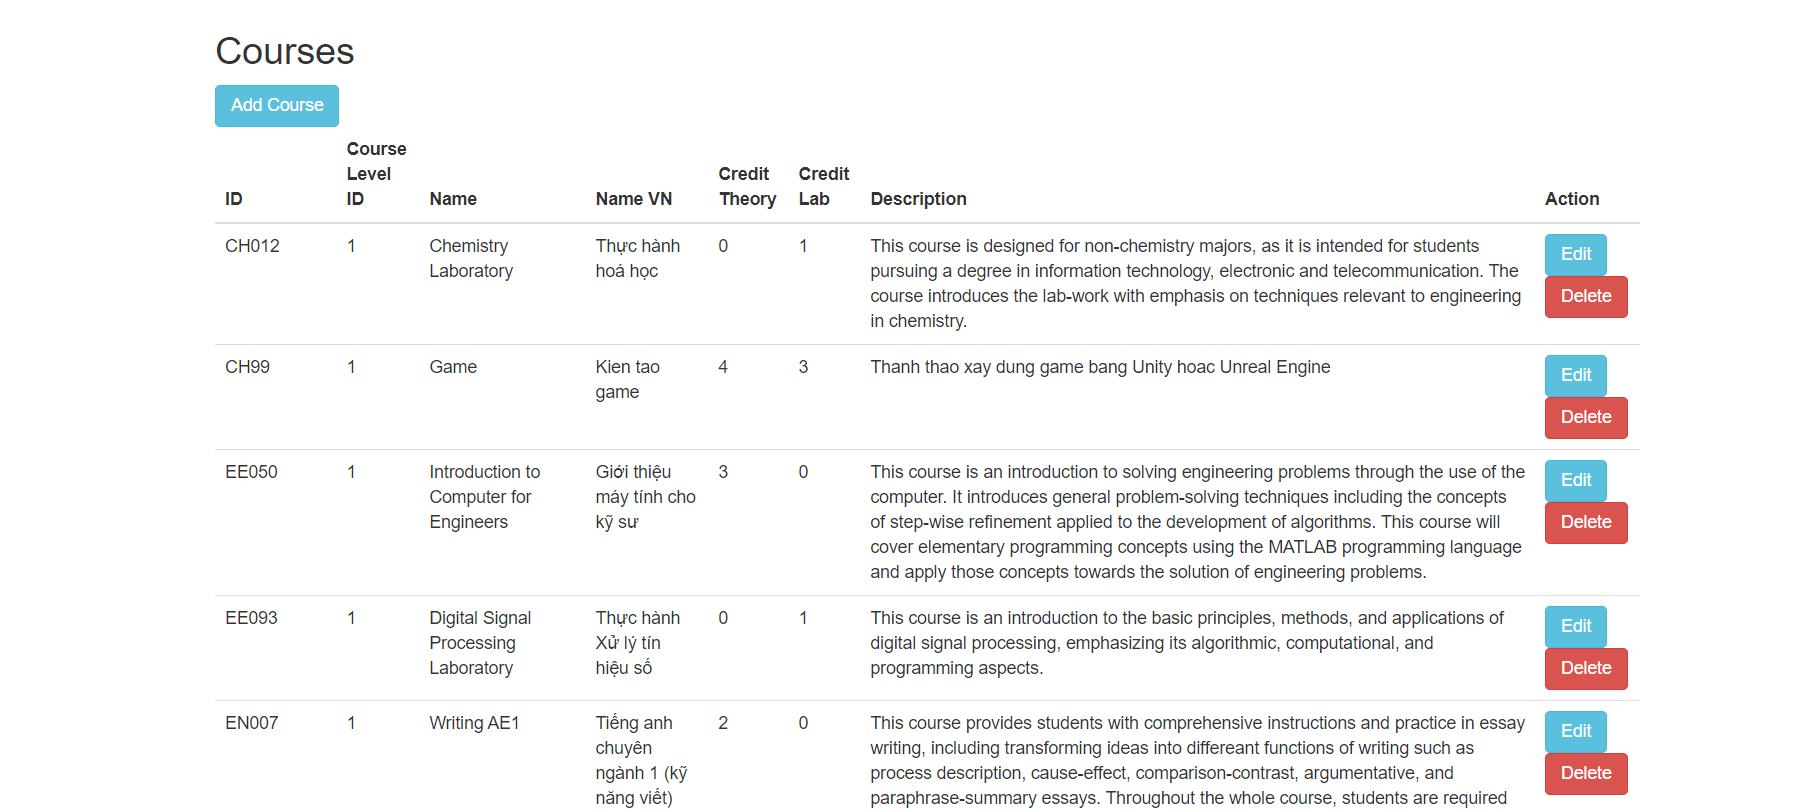 Courses
Add Course
ID
Course
Level
ID
Name
Name VN
Credit
Theory
Credit
Lab
Description
Action
CH012
1
Chemistry
Laboratory
Thực hành
hoá học
0
1
This course is designed for non-chemistry majors, as it is intended for students
pursuing a degree in information technology, electronic and telecommunication. The
course introduces the lab-work with emphasis on techniques relevant to engineering
in chemistry.
Edit
Delete
CH99
1
Game
Kien tao
game
4
3
Thanh thao xay dung game bang Unity hoac Unreal Engine
Edit
Delete
EE050
1
Introduction to
Computer for
Engineers
Giới thiệu
máy tính cho
kỹ sư
3
0
This course is an introduction to solving engineering problems through the use of the
computer. It introduces general problem-solving techniques including the concepts
of step-wise refinement applied to the development of algorithms. This course will
cover elementary programming concepts using the MATLAB programming language
and apply those concepts towards the solution of engineering problems.
Edit
Delete
EE093
1
Digital Signal
Processing
Laboratory
Thực hành
Xử lý tín
hiệu số
0
1
This course is an introduction to the basic principles, methods, and applications of
digital signal processing, emphasizing its algorithmic, computational, and
programming aspects.
Edit
Delete
EN007
1
Writing AE1
Tiếng anh
chuyên
ngành 1 (kỹ
năng viết)
2
0
This course provides students with comprehensive instructions and practice in essay
writing, including transforming ideas into differeant functions of writing such as
process description, cause-effect, comparison-contrast, argumentative, and
paraphrase-summary essays. Throughout the whole course, students are required
Edit
Delete